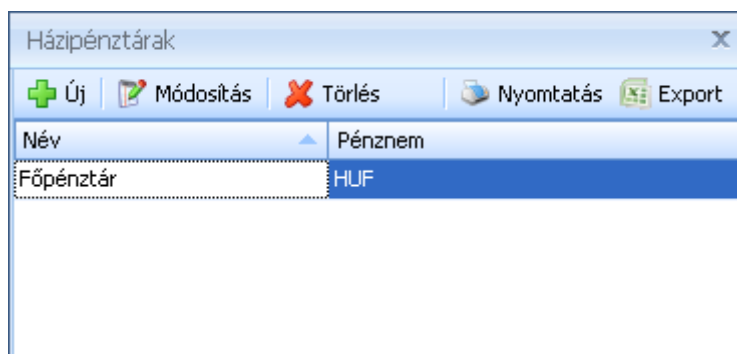 Házipénztárak
Új Módosítás Törlés Nyomtatás Export
Név Pénznem
Főpénztár HUF